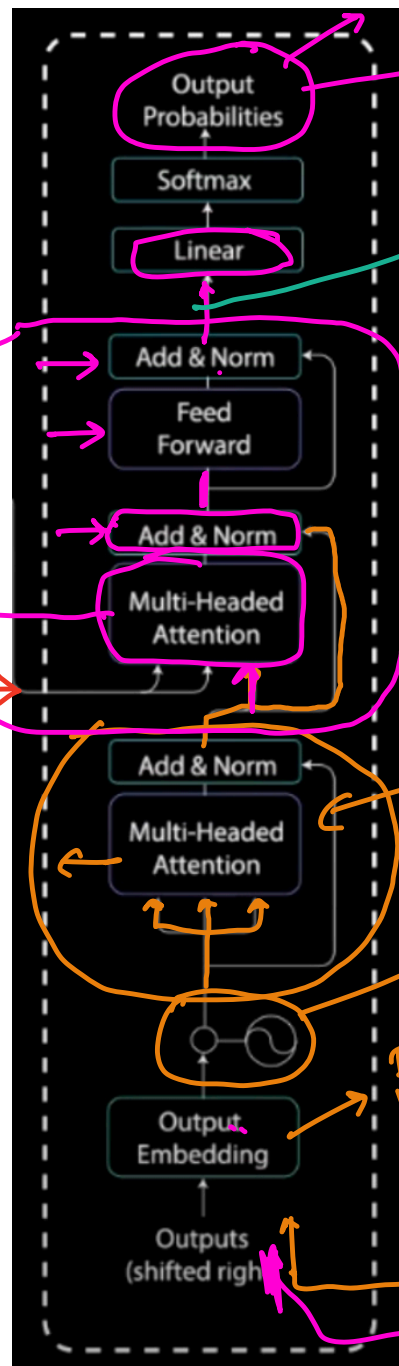 Output
Probabilities
Softmax
Linear
Add & Norm
Feed
Forward
Add & Norm
Multi-Headed
Attention
Add & Norm
Multi-Headed
Attention
Output
Embedding
Outputs
(shifted righ